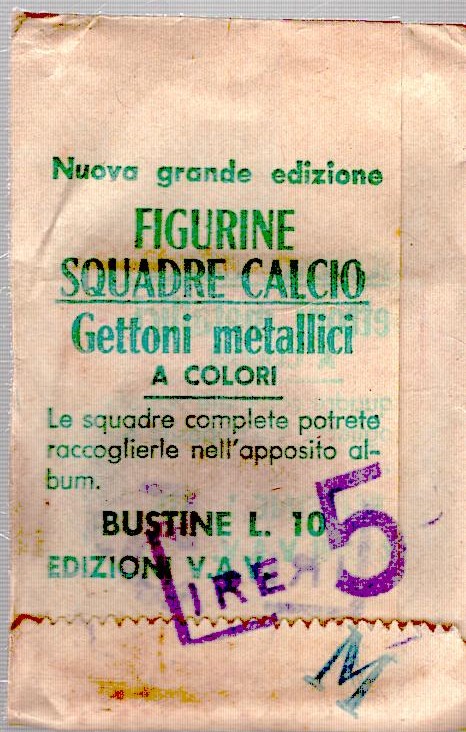 Nuova grande edizione
FIGURINE
SQUADRE CALCIO
Gettoni metallici
A COLORI
Le squadre complete potrete
raccoglierle nell'apposito al-
bum.
BUSTINE L. 10
EDIZIONI V.A.V.
LIRE 5
M